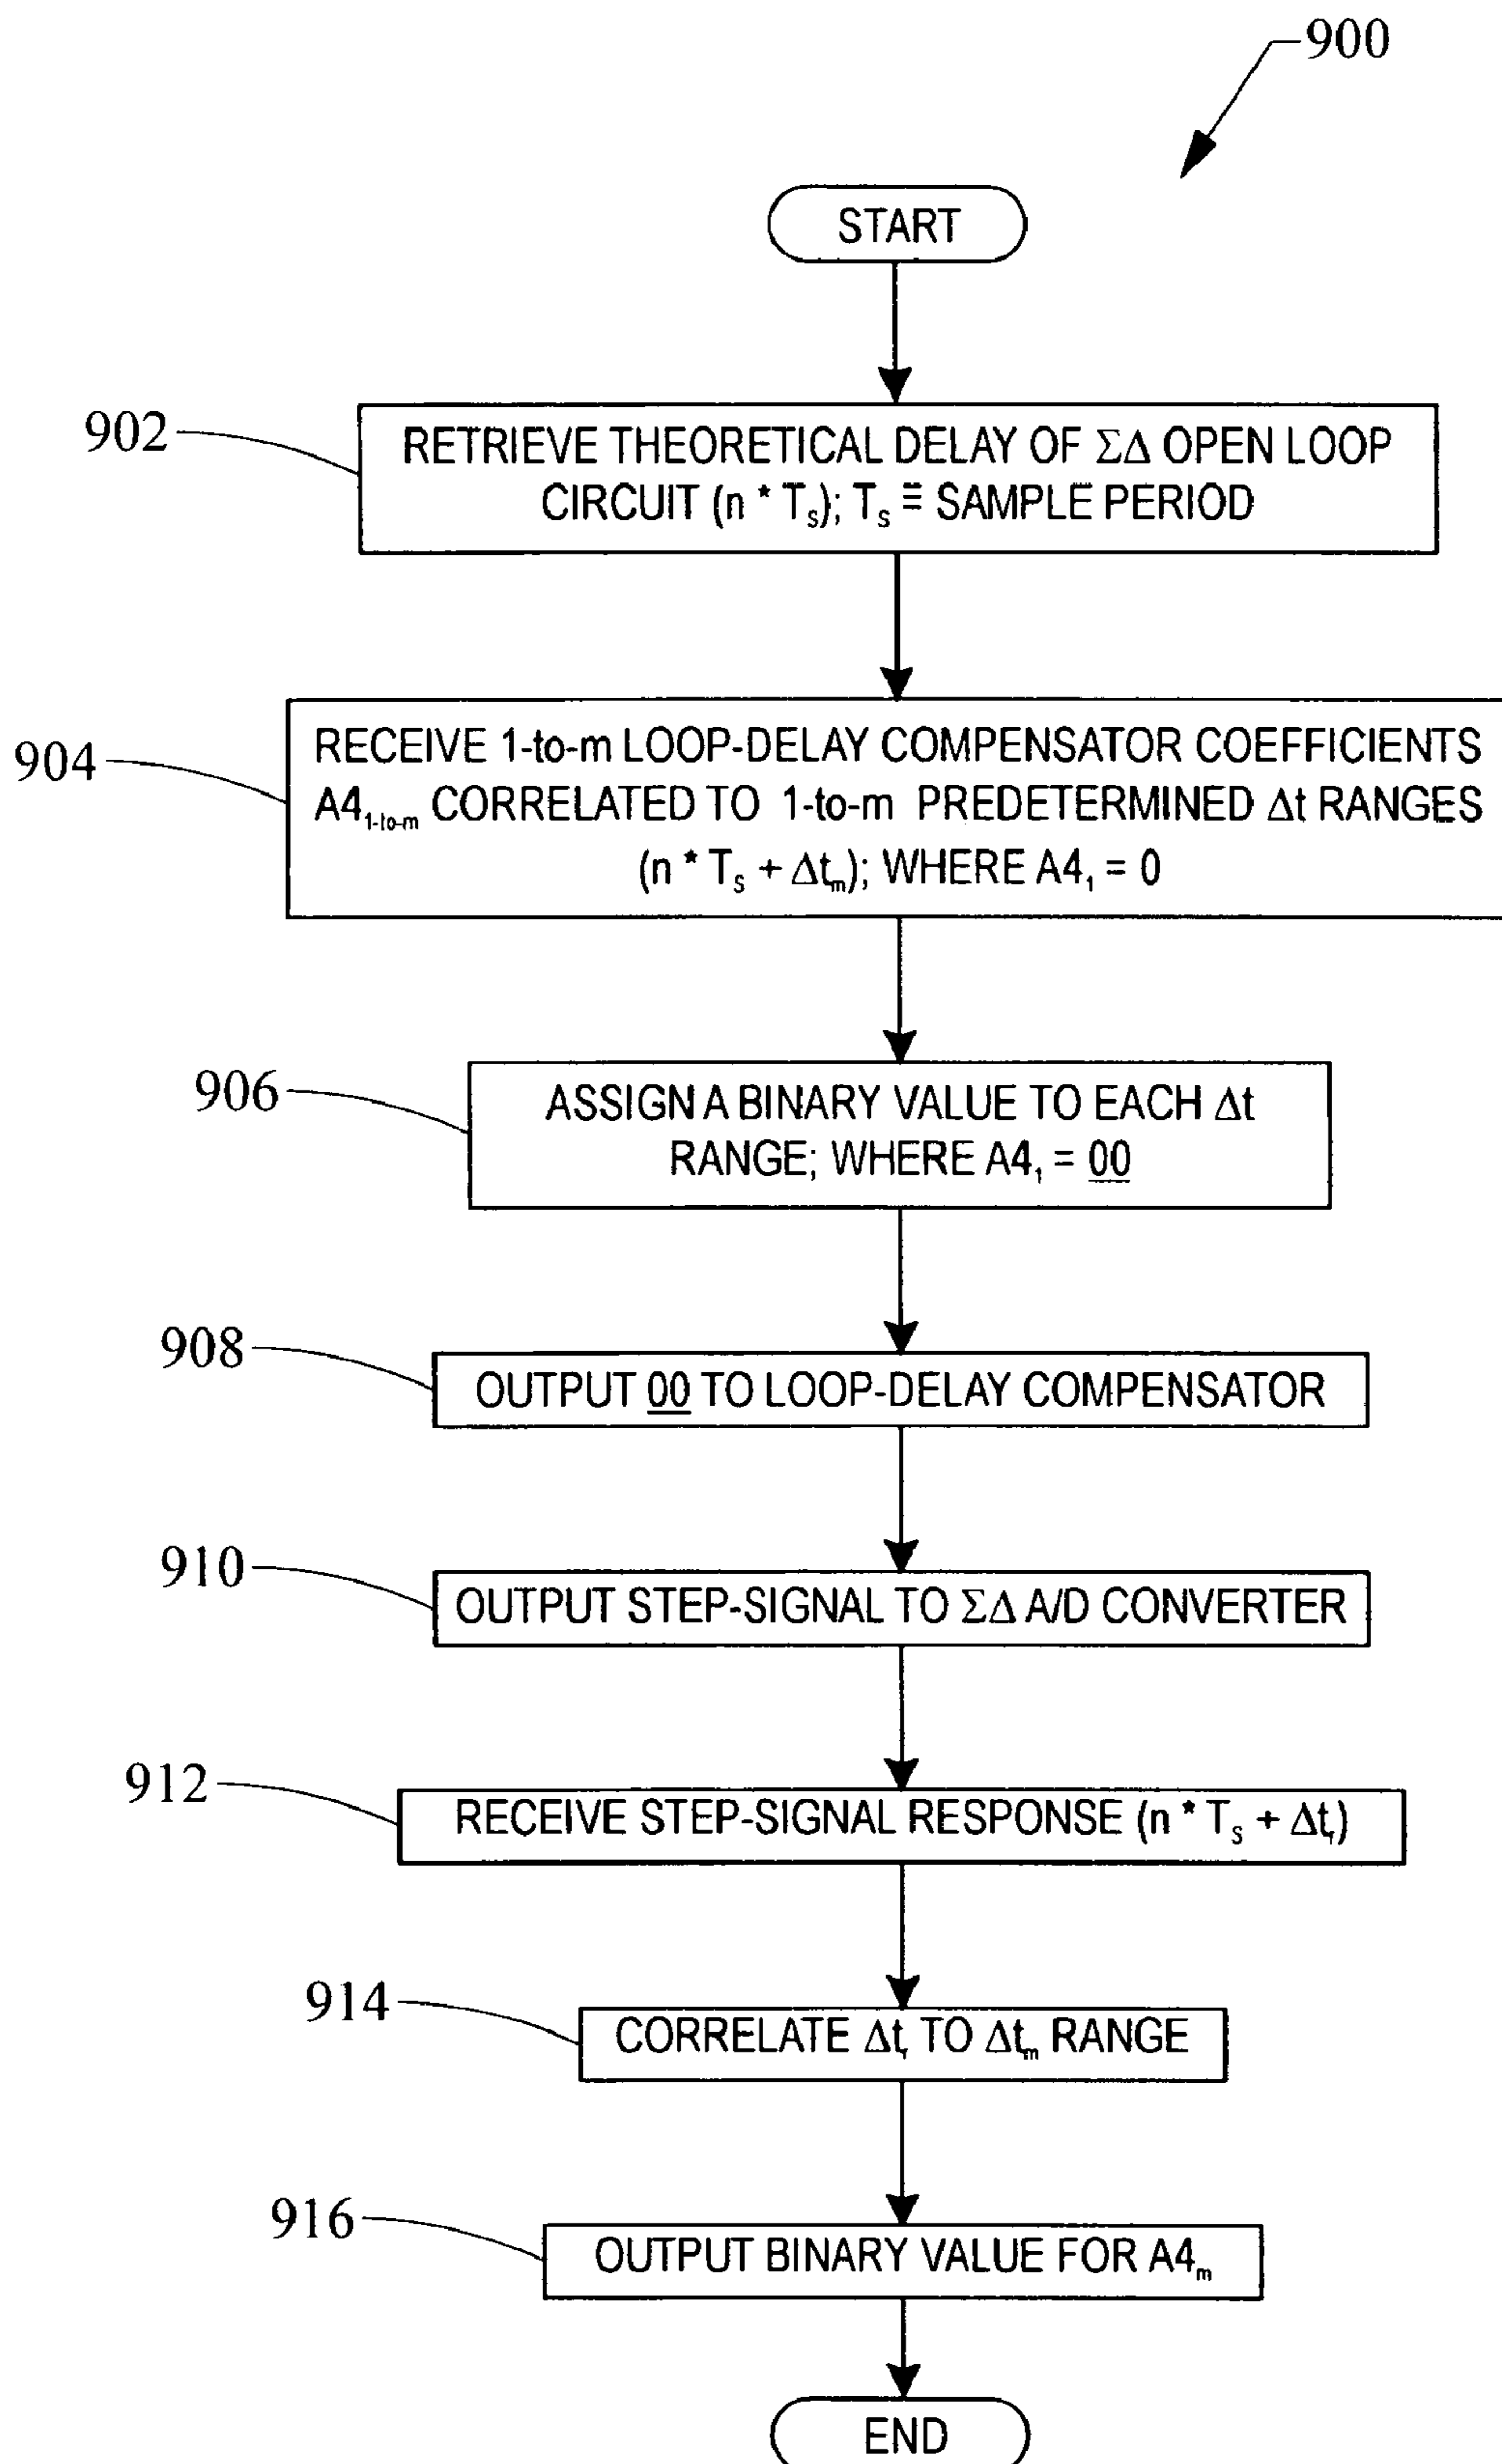 900
START
902
RETRIEVE THEORETICAL DELAY OF ΣΔ OPEN LOOP
CIRCUIT (n * Tₛ); Tₛ ≡ SAMPLE PERIOD
904
RECEIVE 1-to-m LOOP-DELAY COMPENSATOR COEFFICIENTS
A4₁₋ₜₒ₋ₘ CORRELATED TO 1-to-m PREDETERMINED Δt RANGES
(n * Tₛ + Δtₘ); WHERE A4₁ = 0
906
ASSIGN A BINARY VALUE TO EACH Δt
RANGE; WHERE A4₁ = 00
908
OUTPUT 00 TO LOOP-DELAY COMPENSATOR
910
OUTPUT STEP-SIGNAL TO ΣΔ A/D CONVERTER
912
RECEIVE STEP-SIGNAL RESPONSE (n * Tₛ + Δtᵣ)
914
CORRELATE Δtᵣ TO Δtₘ RANGE
916
OUTPUT BINARY VALUE FOR A4ₘ
END